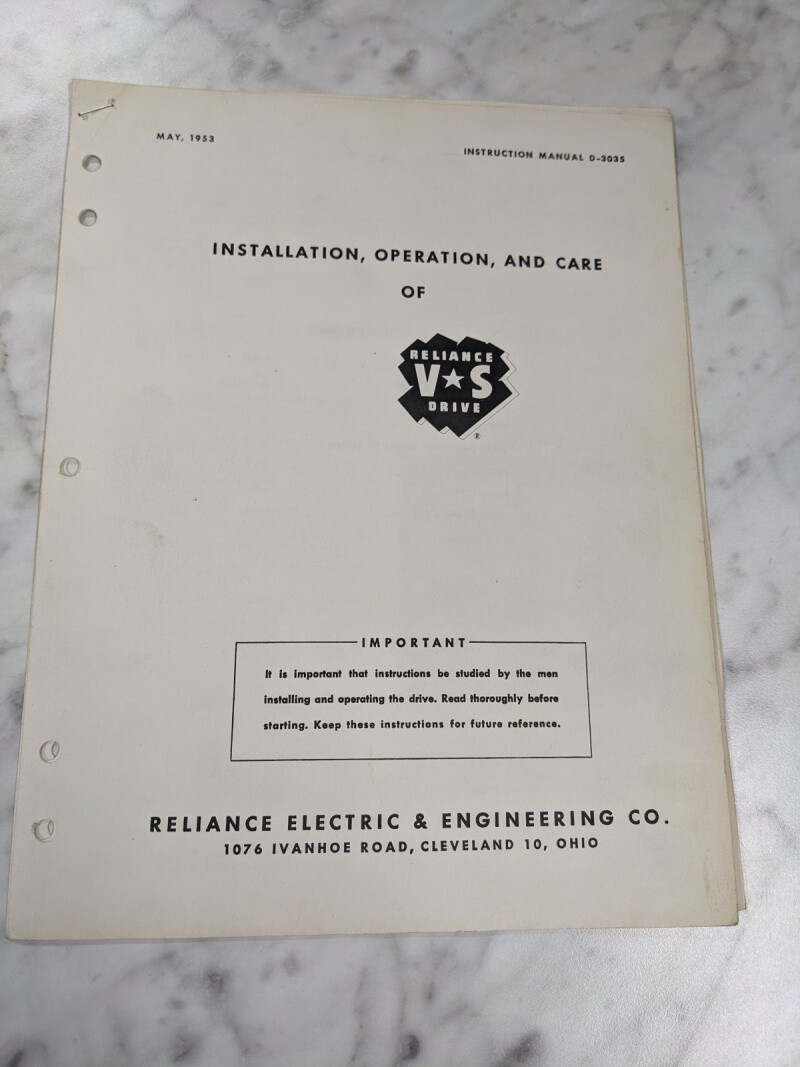 MAY, 1953
INSTRUCTION MANUAL D-3035
INSTALLATION, OPERATION, AND CARE
OF
RELIANCE
V★S
DRIVE
®
IMPORTANT
It is important that instructions be studied by the men
installing and operating the drive. Read thoroughly before
starting. Keep these instructions for future reference.
RELIANCE ELECTRIC & ENGINEERING CO.
1076 IVANHOE ROAD, CLEVELAND 10, OHIO